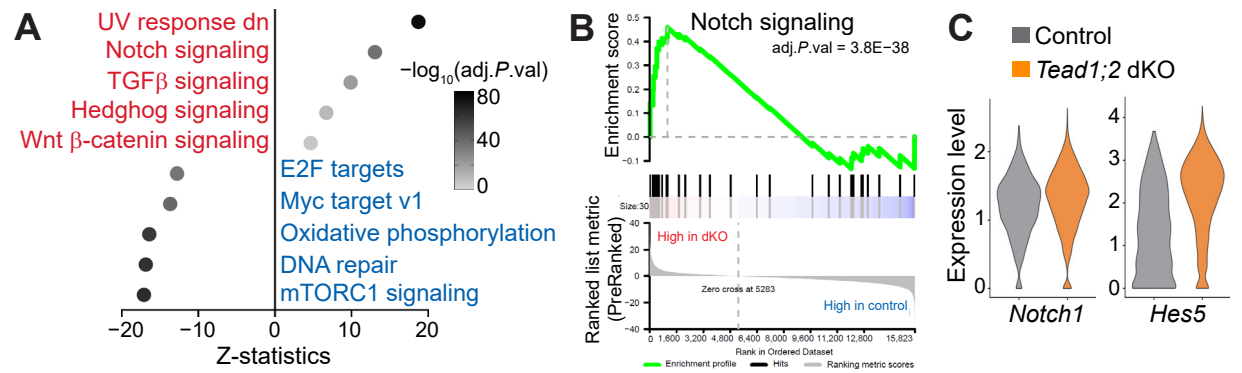 A
UV response dn
Notch signaling
TGFβ signaling
Hedghog signaling
Wnt β-catenin signaling
E2F targets
Myc target v1
Oxidative phosphorylation
DNA repair
mTORC1 signaling
−log10(adj.P.val)
80
40
0
−20 −10 0 10 20
Z-statistics
B
Notch signaling
adj.P.val = 3.8E−38
Enrichment score
0.5
0.4
0.3
0.2
0.1
0.0
−0.1
Size:30
Ranked list metric
(PreRanked)
40
20
0
−20
−40
High in dKO
Zero cross at 5283
High in control
0 1,600 3,200 4,800 6,400 8,000 9,600 11,200 12,800 15,823
Rank in Ordered Dataset
Enrichment profile Hits Ranking metric scores
C
Control
Tead1;2 dKO
Expression level
2
1
0
Notch1
4
3
2
1
0
Hes5